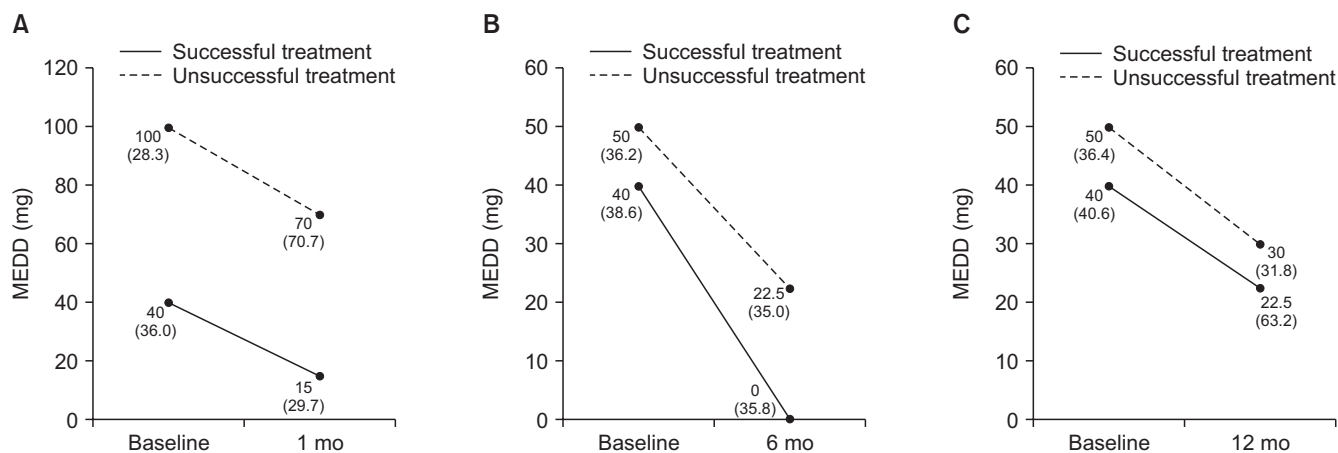 A
Successful treatment
Unsuccessful treatment
MEDD (mg)
120
100
80
60
40
20
0
100
(28.3)
70
(70.7)
40
(36.0)
15
(29.7)
Baseline
1 mo
B
Successful treatment
Unsuccessful treatment
MEDD (mg)
60
50
40
30
20
10
0
50
(36.2)
40
(38.6)
22.5
(35.0)
0
(35.8)
Baseline
6 mo
C
Successful treatment
Unsuccessful treatment
MEDD (mg)
60
50
40
30
20
10
0
50
(36.4)
40
(40.6)
30
(31.8)
22.5
(63.2)
Baseline
12 mo